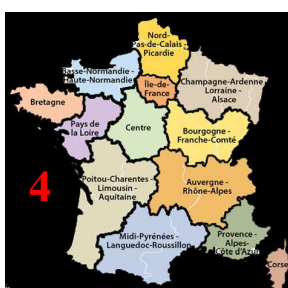 Nord-
Pas-de-Calais -
Picardie
Basse-Normandie -
Haute-Normandie
Île-de-
France
Champagne-Ardenne
Lorraine -
Alsace
Bretagne
Pays de
la Loire
Centre
Bourgogne -
Franche-Comté
4
Poitou-Charentes -
Limousin -
Aquitaine
Auvergne -
Rhône-Alpes
Midi-Pyrénées -
Languedoc-Roussillon
Provence -
Alpes-
Côte d'Azur
Corse